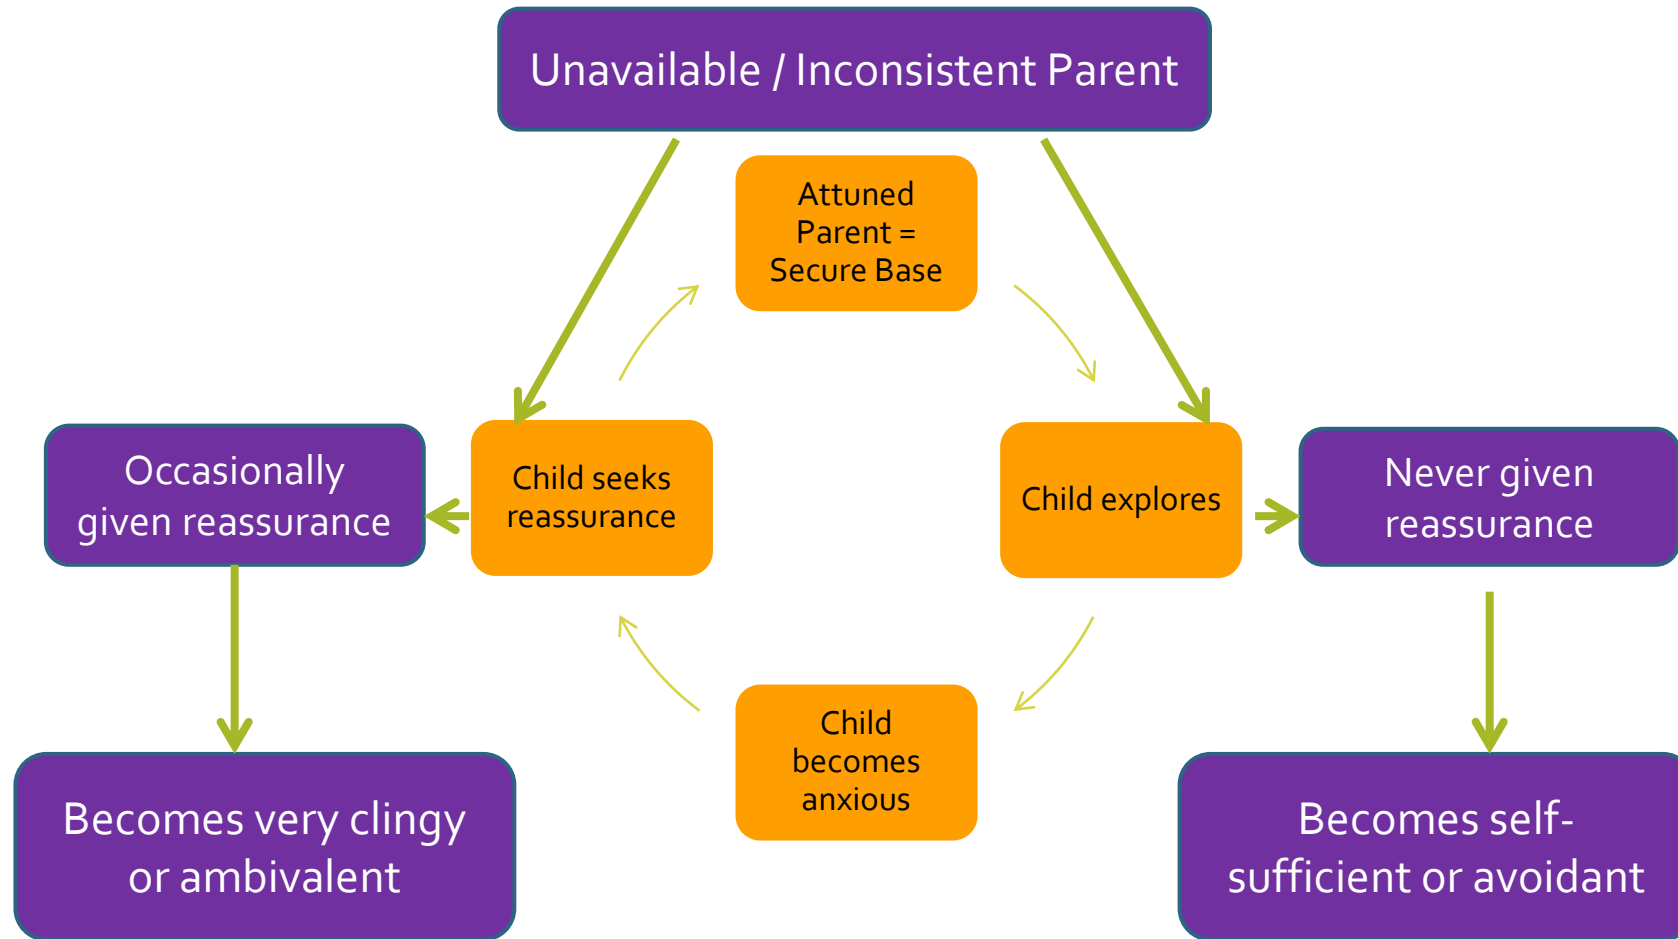 Unavailable / Inconsistent Parent
Attuned
Parent =
Secure Base
Occasionally
given reassurance
Child seeks
reassurance
Child explores
Never given
reassurance
Child
becomes
anxious
Becomes very clingy
or ambivalent
Becomes self-
sufficient or avoidant